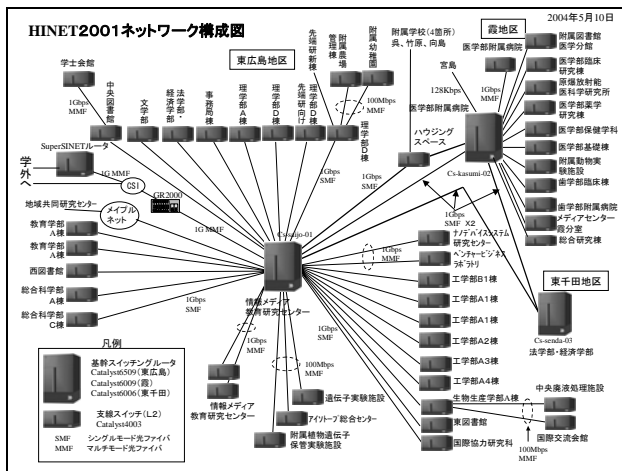 HINET2001ネットワーク構成図
2004年5月10日
東広島地区
霞地区
東千田地区
学士会館
1Gbps
MMF
中央図書館
文学部
法学部・
経済学部
事務局棟
理学部A棟
理学部D棟
理学部D棟
先端研向け
先端研新棟
附属農場
管理棟
附属幼稚園
100Mbps
MMF
理学部D棟
附属学校(4箇所)
呉、竹原、向島
宮島
128Kbps
医学部附属病院
医学部附属病院
1Gbps
MMF
ハウジング
スペース
附属図書館
医学分館
医学部臨床
研究棟
原爆放射能
医科学研究所
医学部薬学
研究棟
医学部保健学科
医学部基礎棟
附属動物実
験施設
歯学部臨床棟
歯学部附属病院
メディアセンター
霞分室
総合研究棟
Cs-kasumi-02
SuperSINETルータ
学外へ
1G MMF
CSI
GR2000
1G MMF
地域共同研究センター
メイプル
ネット
教育学部
A棟
教育学部
A棟
西図書館
総合科学部
A棟
総合科学部
C棟
1Gbps
SMF
Cs-saijo-01
情報メディア
教育研究センター
1Gbps
SMF
1Gbps
SMF
1Gbps
SMF X2
ナノデバイスシステム
研究センター
ベンチャービジネス
ラボラトリ
1Gbps
MMF
工学部B1棟
工学部A1棟
工学部A1棟
工学部A2棟
工学部A3棟
工学部A4棟
生物生産学部A棟
東図書館
国際協力研究科
1Gbps
SMF
中央廃液処理施設
国際交流会館
100Mbps
MMF
Cs-senda-03
法学部・経済学部
1Gbps
MMF
100Mbps
MMF
情報メディア
教育研究センター
遺伝子実験施設
アイソトープ総合センター
附属植物遺伝子
保管実験施設
凡例
基幹スイッチングルータ
Catalyst6509(東広島)
Catalyst6009(霞)
Catalyst6006(東千田)
支線スイッチ(L2)
Catalyst4003
SMF シングルモード光ファイバ
MMF マルチモード光ファイバ